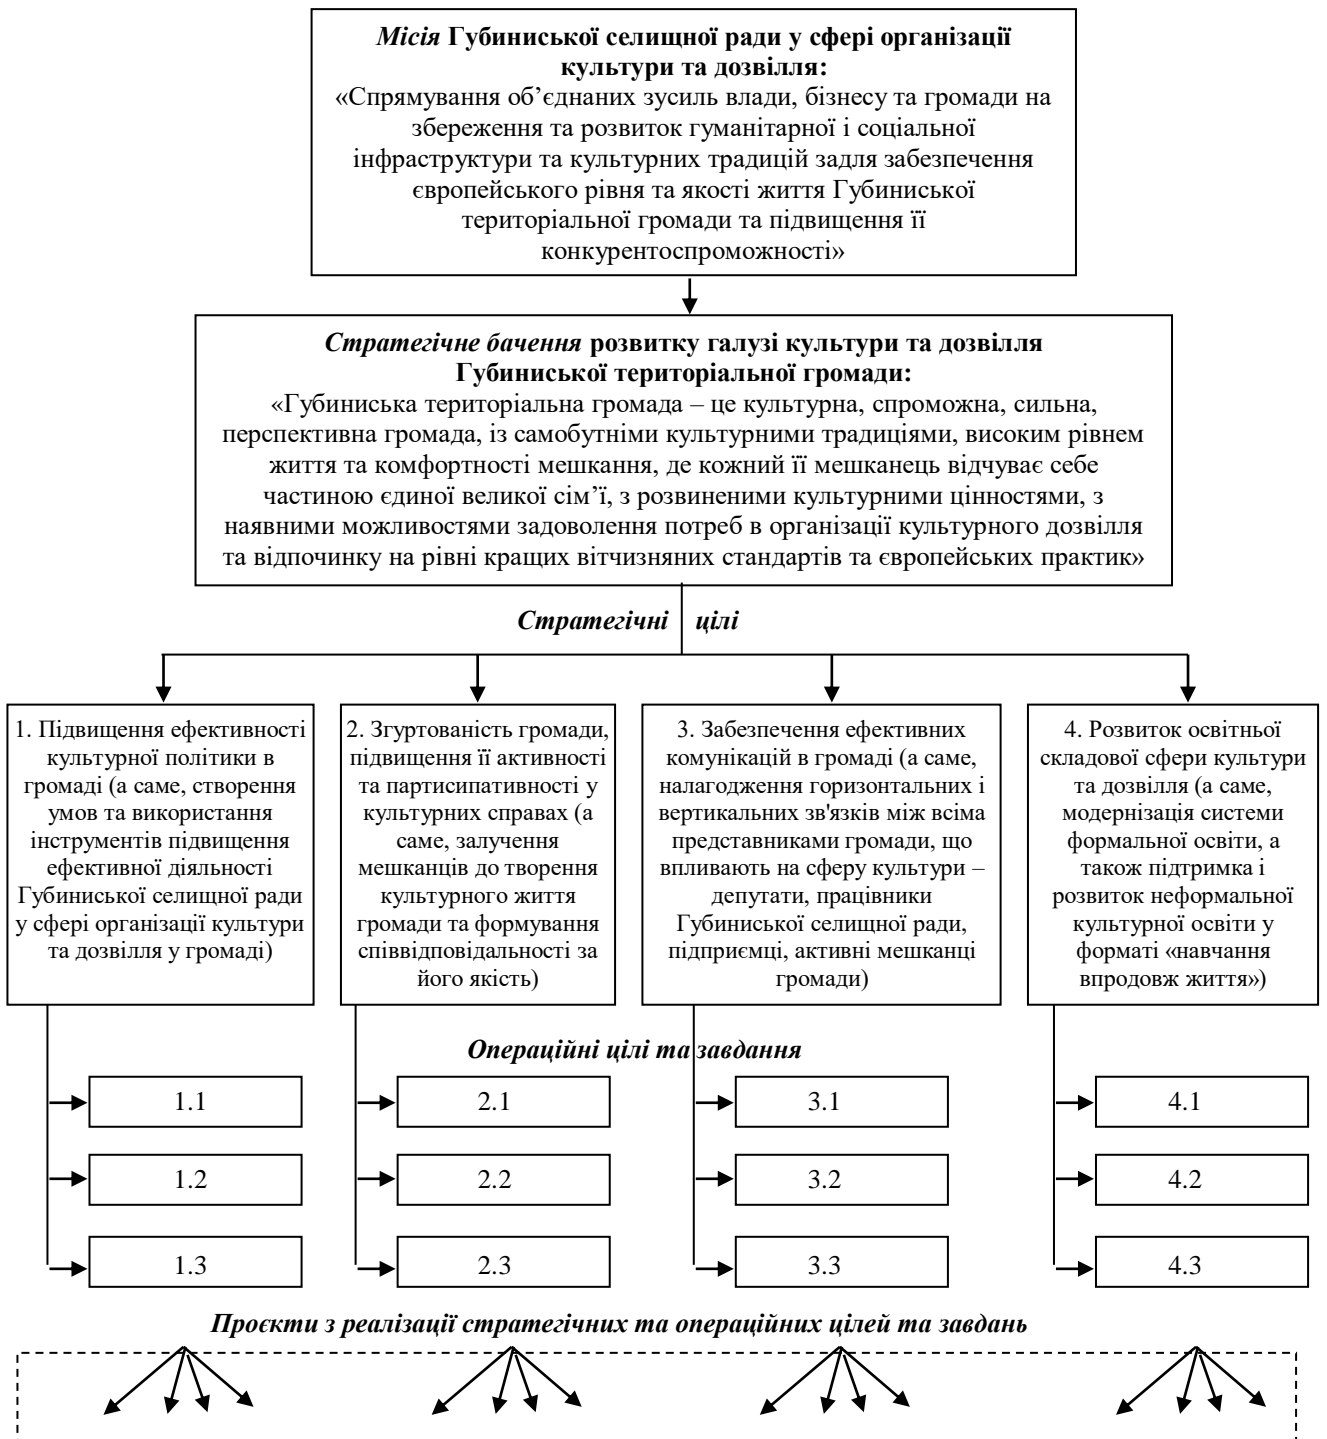 Місія Губиниської селищної ради у сфері організації
культури та дозвілля:
«Спрямування об’єднаних зусиль влади, бізнесу та громади на
збереження та розвиток гуманітарної і соціальної
інфраструктури та культурних традицій задля забезпечення
європейського рівня та якості життя Губиниської
територіальної громади та підвищення її
конкурентоспроможності»
Стратегічне бачення розвитку галузі культури та дозвілля
Губиниської територіальної громади:
«Губиниська територіальна громада – це культурна, спроможна, сильна,
перспективна громада, із самобутніми культурними традиціями, високим рівнем
життя та комфортності мешкання, де кожний її мешканець відчуває себе
частиною єдиної великої сім’ї, з розвиненими культурними цінностями, з
наявними можливостями задоволення потреб в організації культурного дозвілля
та відпочинку на рівні кращих вітчизняних стандартів та європейських практик»
Стратегічні цілі
1. Підвищення ефективності
культурної політики в
громаді (а саме, створення
умов та використання
інструментів підвищення
ефективної діяльності
Губиниської селищної ради
у сфері організації культури
та дозвілля у громаді)
2. Згуртованість громади,
підвищення її активності
та партисипативності у
культурних справах (а
саме, залучення
мешканців до творення
культурного життя
громади та формування
співвідповідальності за
його якість)
3. Забезпечення ефективних
комунікацій в громаді (а саме,
налагодження горизонтальних і
вертикальних зв'язків між всіма
представниками громади, що
впливають на сферу культури –
депутати, працівники
Губиниської селищної ради,
підприємці, активні мешканці
громади)
4. Розвиток освітньої
складової сфери культури
та дозвілля (а саме,
модернізація системи
формальної освіти, а
також підтримка і
розвиток неформальної
культурної освіти у
форматі «навчання
впродовж життя»)
Операційні цілі та завдання
1.1
2.1
3.1
4.1
1.2
2.2
3.2
4.2
1.3
2.3
3.3
4.3
Проєкти з реалізації стратегічних та операційних цілей та завдань